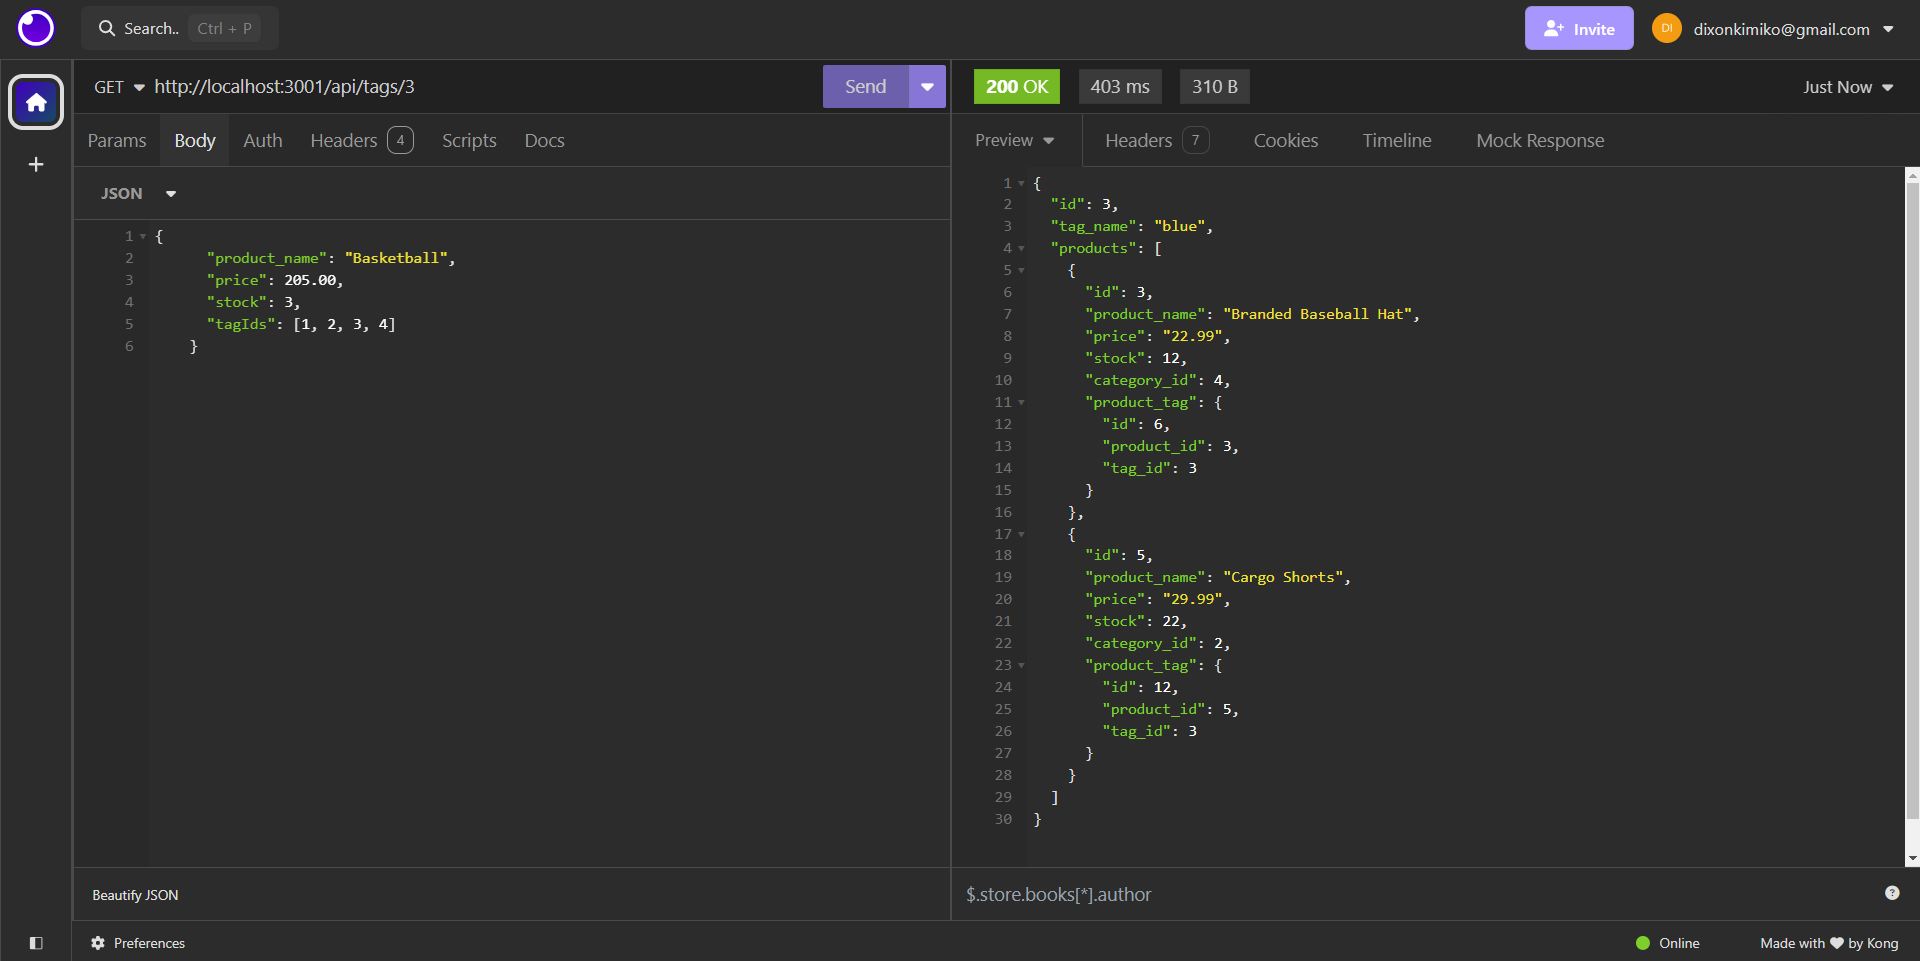 Search.. Ctrl + P
Invite
DI dixonkimiko@gmail.com
GET http://localhost:3001/api/tags/3 Send
Params Body Auth Headers 4 Scripts Docs
JSON
1 {
2 "product_name": "Basketball",
3 "price": 205.00,
4 "stock": 3,
5 "tagIds": [1, 2, 3, 4]
6 }
Beautify JSON
200 OK 403 ms 310 B Just Now
Preview Headers 7 Cookies Timeline Mock Response
1 {
2 "id": 3,
3 "tag_name": "blue",
4 "products": [
5 {
6 "id": 3,
7 "product_name": "Branded Baseball Hat",
8 "price": "22.99",
9 "stock": 12,
10 "category_id": 4,
11 "product_tag": {
12 "id": 6,
13 "product_id": 3,
14 "tag_id": 3
15 }
16 },
17 {
18 "id": 5,
19 "product_name": "Cargo Shorts",
20 "price": "29.99",
21 "stock": 22,
22 "category_id": 2,
23 "product_tag": {
24 "id": 12,
25 "product_id": 5,
26 "tag_id": 3
27 }
28 }
29 ]
30 }
$.store.books[*].author
Preferences
Online
Made with ❤ by Kong